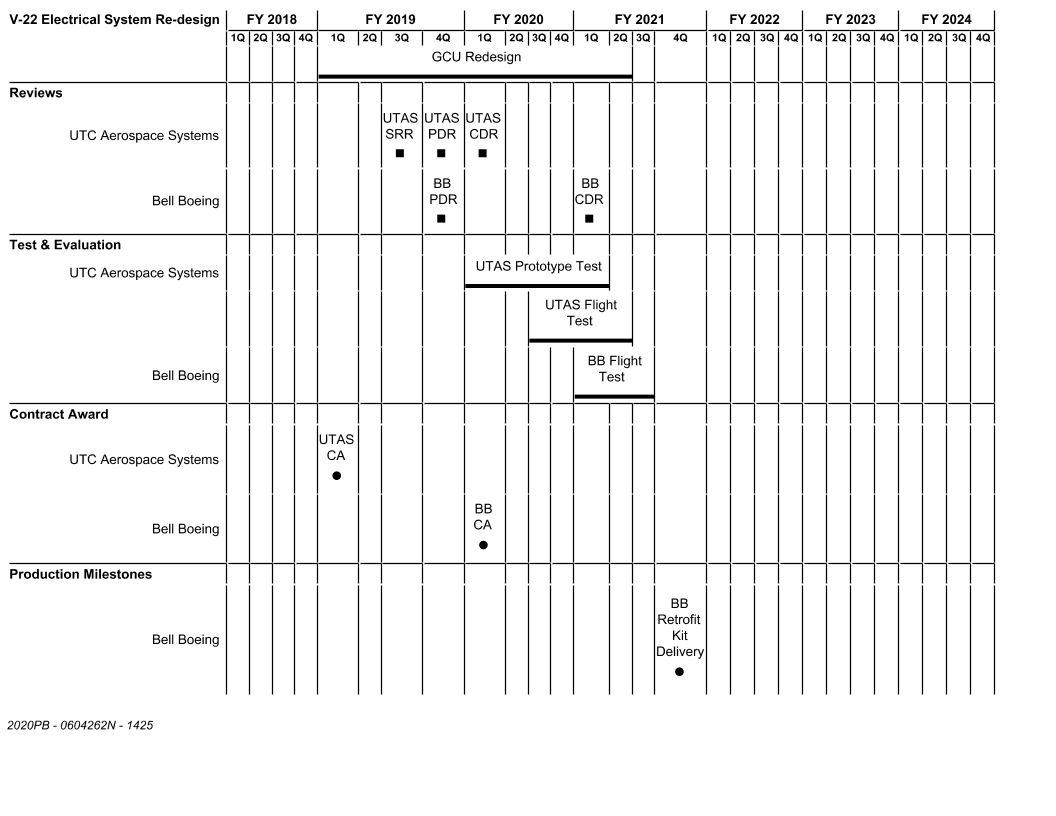 V-22 Electrical System Re-design FY 2018 FY 2019 FY 2020 FY 2021 FY 2022 FY 2023 FY 2024
1Q 2Q 3Q 4Q 1Q 2Q 3Q 4Q 1Q 2Q 3Q 4Q 1Q 2Q 3Q 4Q 1Q 2Q 3Q 4Q 1Q 2Q 3Q 4Q 1Q 2Q 3Q 4Q
GCU Redesign
Reviews
UTC Aerospace Systems
UTAS
SRR
UTAS
PDR
UTAS
CDR
Bell Boeing
BB
PDR
BB
CDR
Test & Evaluation
UTC Aerospace Systems
UTAS Prototype Test
UTAS Flight
Test
Bell Boeing
BB Flight
Test
Contract Award
UTC Aerospace Systems
UTAS
CA
Bell Boeing
BB
CA
Production Milestones
Bell Boeing
BB
Retrofit
Kit
Delivery
2020PB - 0604262N - 1425